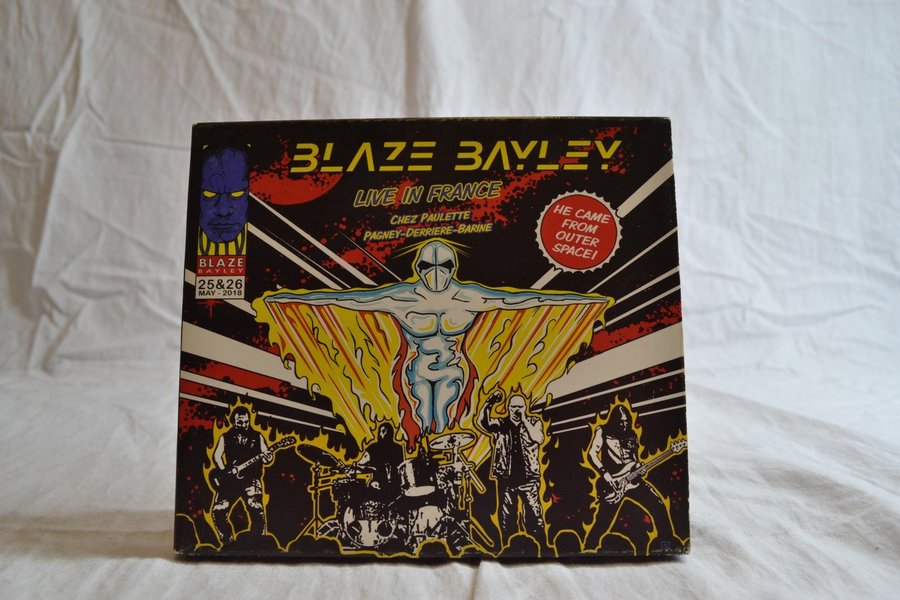 BLAZE BAYLEY
LIVE IN FRANCE
CHEZ PAULETTE
PAGNEY-DERRIERE-BARINE
HE CAME
FROM
OUTER
SPACE!
BLAZE
BAYLEY
25&26
MAY - 2018